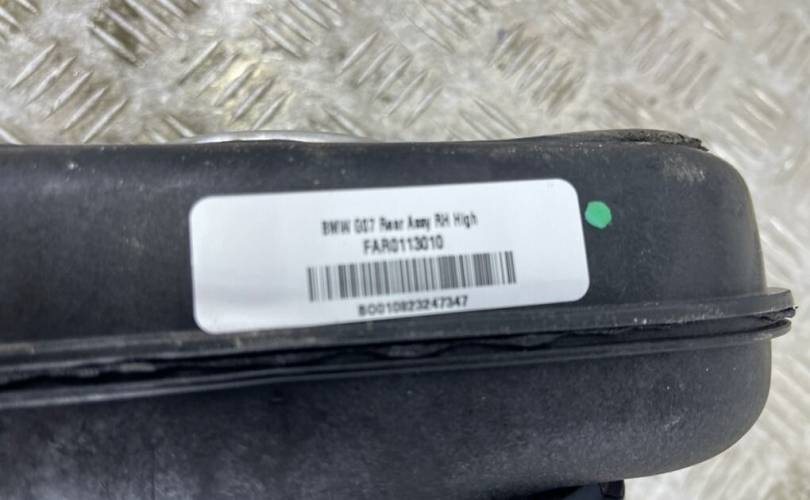 BMW G07 Rear Assy RH High
FAR0113010
BO010823247347